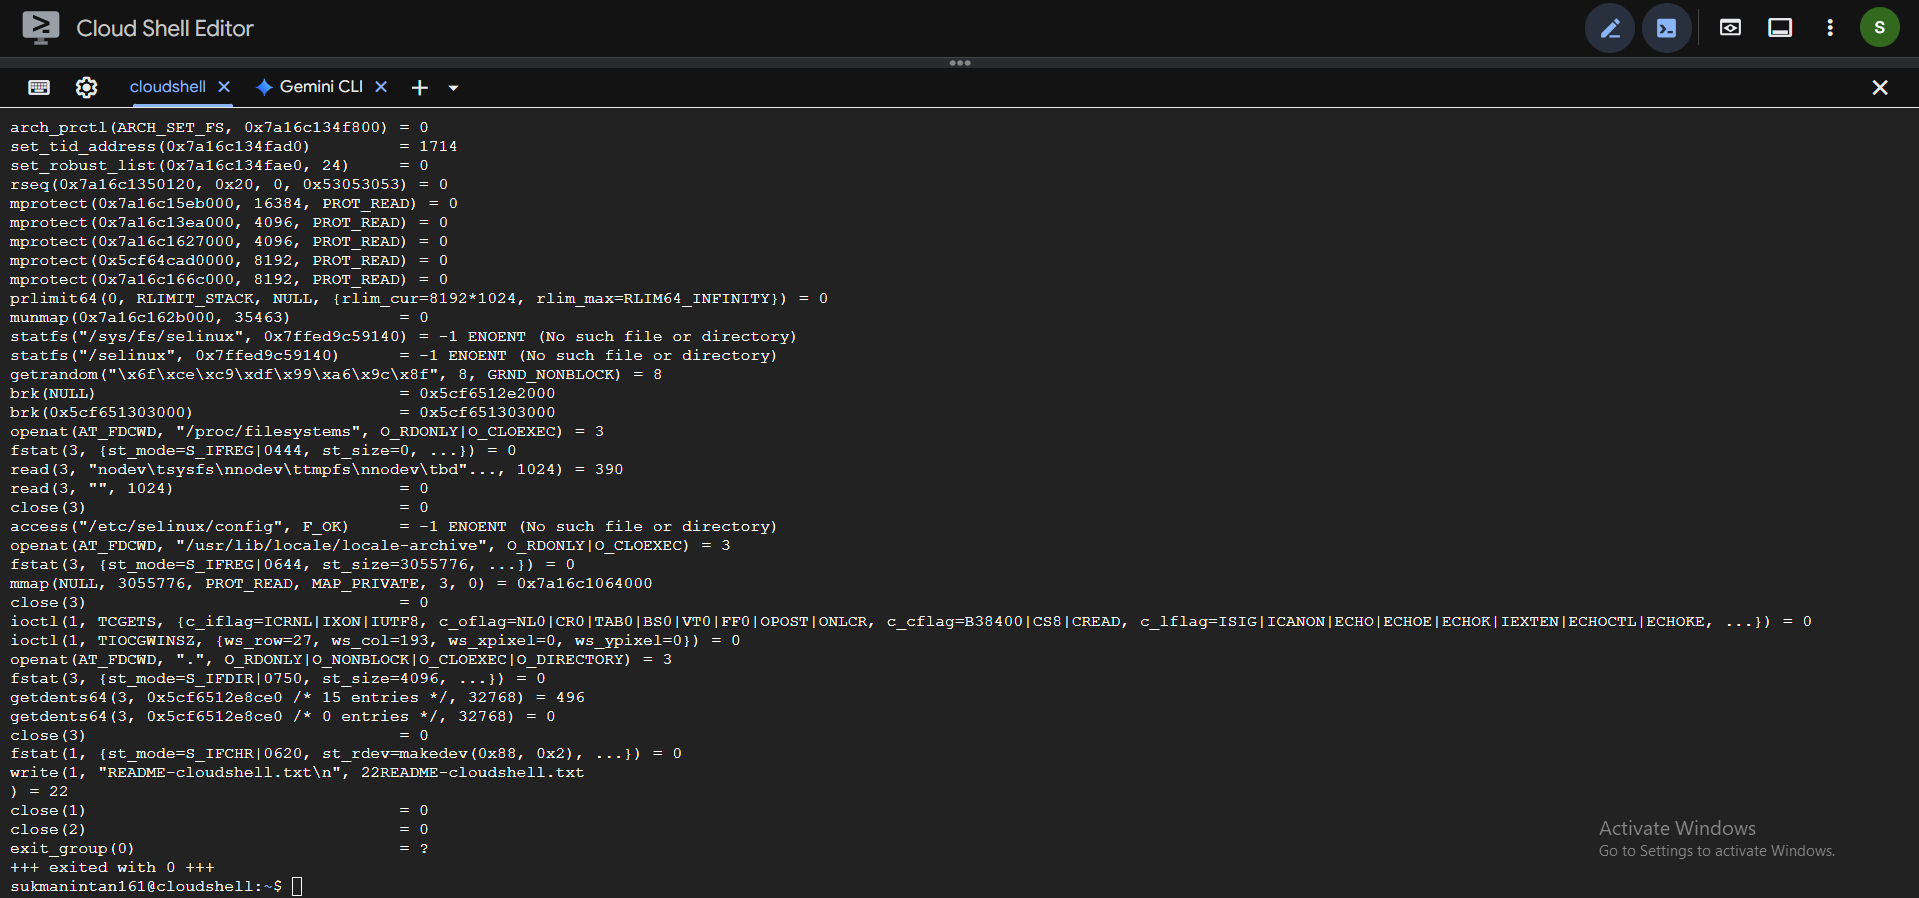 Cloud Shell Editor
S
cloudshell
Gemini CLI
arch_prctl(ARCH_SET_FS, 0x7a16c134f800) = 0
set_tid_address(0x7a16c134fad0)         = 1714
set_robust_list(0x7a16c134fae0, 24)     = 0
rseq(0x7a16c1350120, 0x20, 0, 0x53053053) = 0
mprotect(0x7a16c15eb000, 16384, PROT_READ) = 0
mprotect(0x7a16c13ea000, 4096, PROT_READ) = 0
mprotect(0x7a16c1627000, 4096, PROT_READ) = 0
mprotect(0x5cf64cad0000, 8192, PROT_READ) = 0
mprotect(0x7a16c166c000, 8192, PROT_READ) = 0
prlimit64(0, RLIMIT_STACK, NULL, {rlim_cur=8192*1024, rlim_max=RLIM64_INFINITY}) = 0
munmap(0x7a16c162b000, 35463)           = 0
statfs("/sys/fs/selinux", 0x7ffed9c59140) = -1 ENOENT (No such file or directory)
statfs("/selinux", 0x7ffed9c59140)      = -1 ENOENT (No such file or directory)
getrandom("\x6f\xce\xc9\xdf\x99\xa6\x9c\x8f", 8, GRND_NONBLOCK) = 8
brk(NULL)                               = 0x5cf6512e2000
brk(0x5cf651303000)                     = 0x5cf651303000
openat(AT_FDCWD, "/proc/filesystems", O_RDONLY|O_CLOEXEC) = 3
fstat(3, {st_mode=S_IFREG|0444, st_size=0, ...}) = 0
read(3, "nodev\tsysfs\nnodev\ttmpfs\nnodev\tbd"..., 1024) = 390
read(3, "", 1024)                       = 0
close(3)                                = 0
access("/etc/selinux/config", F_OK)     = -1 ENOENT (No such file or directory)
openat(AT_FDCWD, "/usr/lib/locale/locale-archive", O_RDONLY|O_CLOEXEC) = 3
fstat(3, {st_mode=S_IFREG|0644, st_size=3055776, ...}) = 0
mmap(NULL, 3055776, PROT_READ, MAP_PRIVATE, 3, 0) = 0x7a16c1064000
close(3)                                = 0
ioctl(1, TCGETS, {c_iflag=ICRNL|IXON|IUTF8, c_oflag=NL0|CR0|TAB0|BS0|VT0|FF0|OPOST|ONLCR, c_cflag=B38400|CS8|CREAD, c_lflag=ISIG|ICANON|ECHO|ECHOE|ECHOK|IEXTEN|ECHOCTL|ECHOKE, ...}) = 0
ioctl(1, TIOCGWINSZ, {ws_row=27, ws_col=193, ws_xpixel=0, ws_ypixel=0}) = 0
openat(AT_FDCWD, ".", O_RDONLY|O_NONBLOCK|O_CLOEXEC|O_DIRECTORY) = 3
fstat(3, {st_mode=S_IFDIR|0750, st_size=4096, ...}) = 0
getdents64(3, 0x5cf6512e8ce0 /* 15 entries */, 32768) = 496
getdents64(3, 0x5cf6512e8ce0 /* 0 entries */, 32768) = 0
close(3)                                = 0
fstat(1, {st_mode=S_IFCHR|0620, st_rdev=makedev(0x88, 0x2), ...}) = 0
write(1, "README-cloudshell.txt\n", 22README-cloudshell.txt
) = 22
close(1)                                = 0
close(2)                                = 0
exit_group(0)                           = ?
+++ exited with 0 +++
sukmanintan161@cloudshell:~$
Activate Windows
Go to Settings to activate Windows.